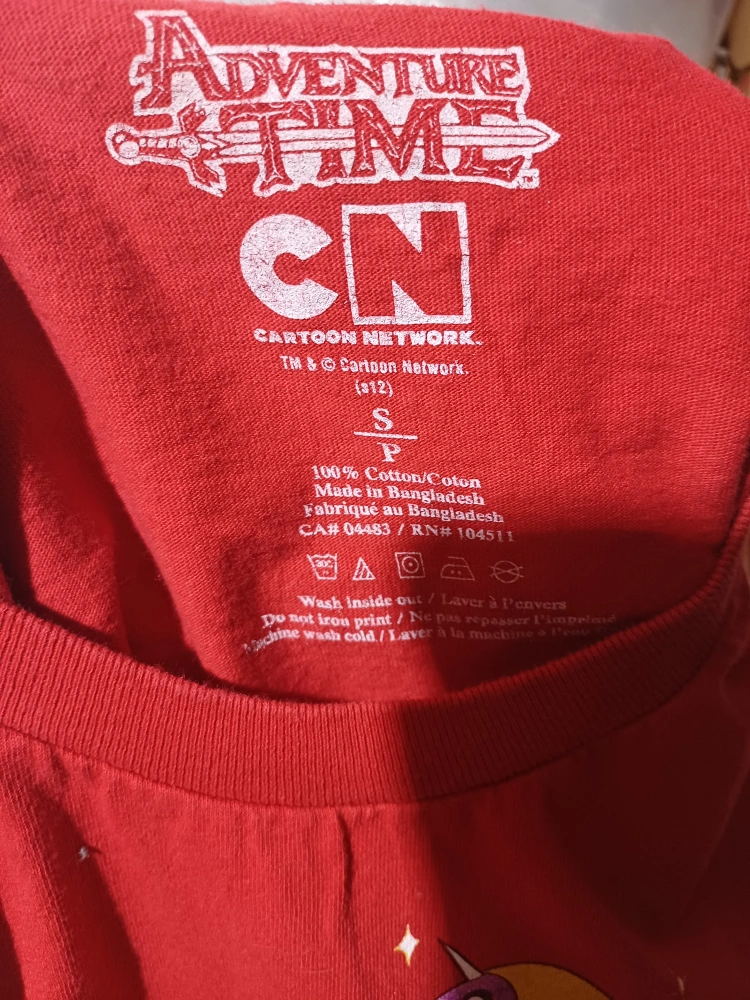 ADVENTURE
TIME™
CN
CARTOON NETWORK.
TM & © Cartoon Network.
(s12)
S
P
100% Cotton/Coton
Made in Bangladesh
Fabriqué au Bangladesh
CA# 04483 / RN# 104511
30C
Wash inside out / Laver à l'envers
Do not iron print / Ne pas repasser l'imprimé
Machine wash cold / Laver à la machine à l'eau